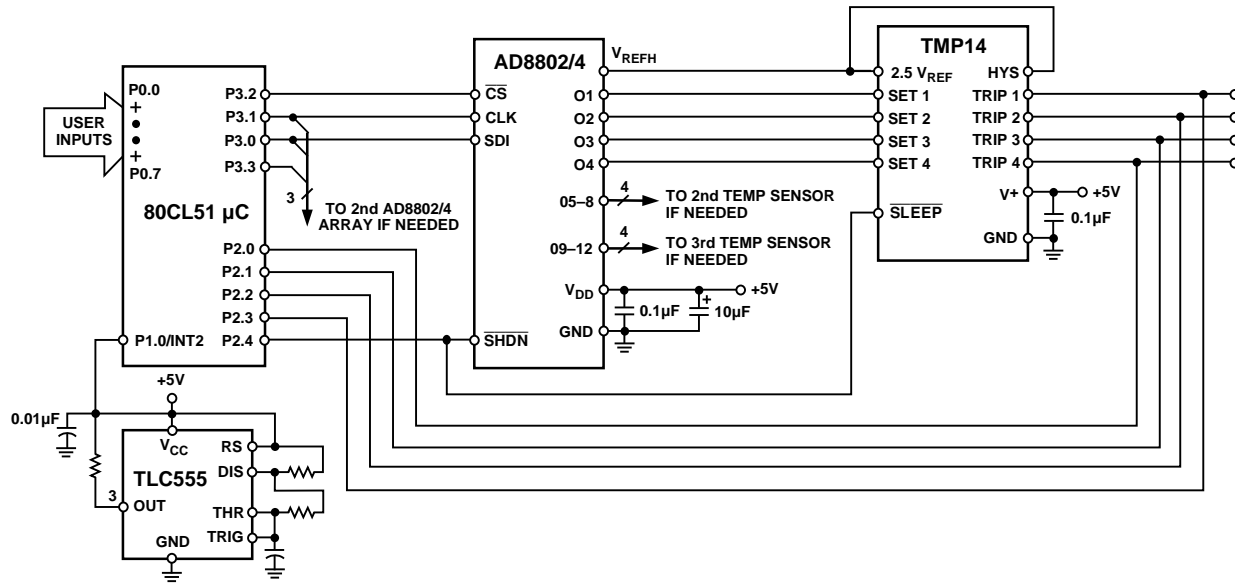 USER
INPUTS
P0.0
+
+
P0.7
P3.2
P3.1
P3.0
P3.3
3
TO 2nd AD8802/4
ARRAY IF NEEDED
80CL51 µC
P2.0
P2.1
P2.2
P2.3
P2.4
P1.0/INT2
AD8802/4
CS
CLK
SDI
SHDN
VREFH
O1
O2
O3
O4
05–8
4
TO 2nd TEMP SENSOR
IF NEEDED
09–12
4
TO 3rd TEMP SENSOR
IF NEEDED
VDD
+5V
0.1µF
+
10µF
GND
TMP14
2.5 VREF
SET 1
SET 2
SET 3
SET 4
SLEEP
HYS
TRIP 1
TRIP 2
TRIP 3
TRIP 4
V+
+5V
0.1µF
GND
+5V
0.01µF
VCC
RS
DIS
TLC555
3
OUT
THR
TRIG
GND